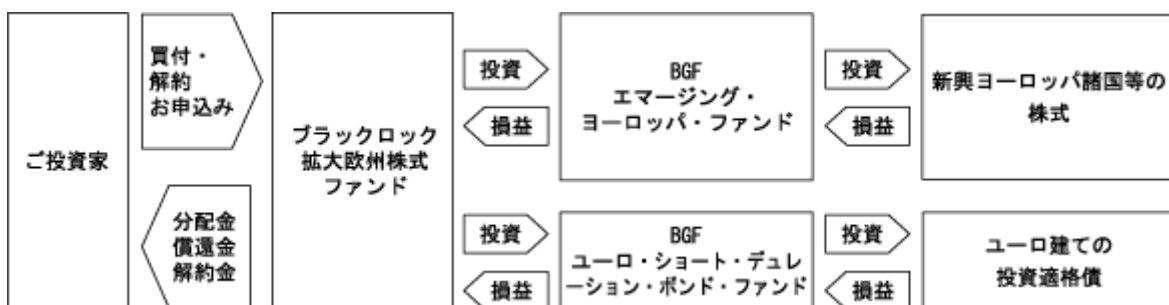 ご投資家
買付・
解約
お申込み
分配金
償還金
解約金
ブラックロック
拡大欧州株式
ファンド
投資
損益
BGF
エマージング・
ヨーロッパ・ファンド
投資
損益
新興ヨーロッパ諸国等の
株式
投資
損益
BGF
ユーロ・ショート・デュレ
ーション・ボンド・ファンド
投資
損益
ユーロ建ての
投資適格債